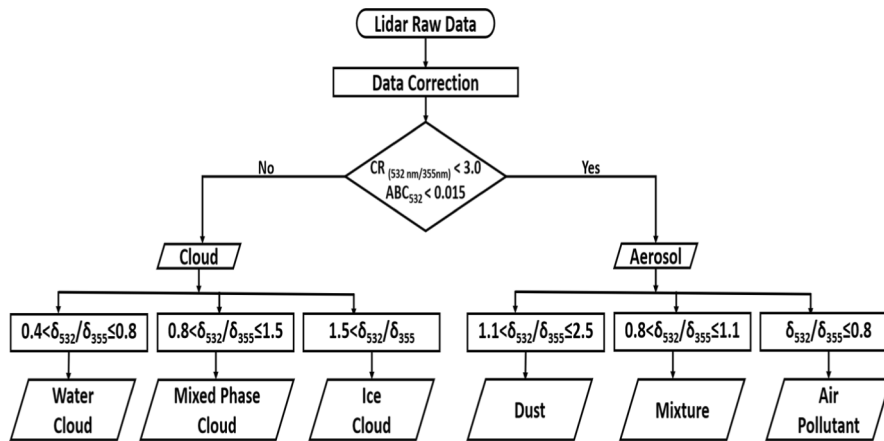 Lidar Raw Data
Data Correction
CR (532 nm/355nm) < 3.0
ABC532 < 0.015
No
Yes
Cloud
Aerosol
0.4<δ532/δ355≤0.8
0.8<δ532/δ355≤1.5
1.5<δ532/δ355
1.1<δ532/δ355≤2.5
0.8<δ532/δ355≤1.1
δ532/δ355≤0.8
Water
Cloud
Mixed Phase
Cloud
Ice
Cloud
Dust
Mixture
Air
Pollutant